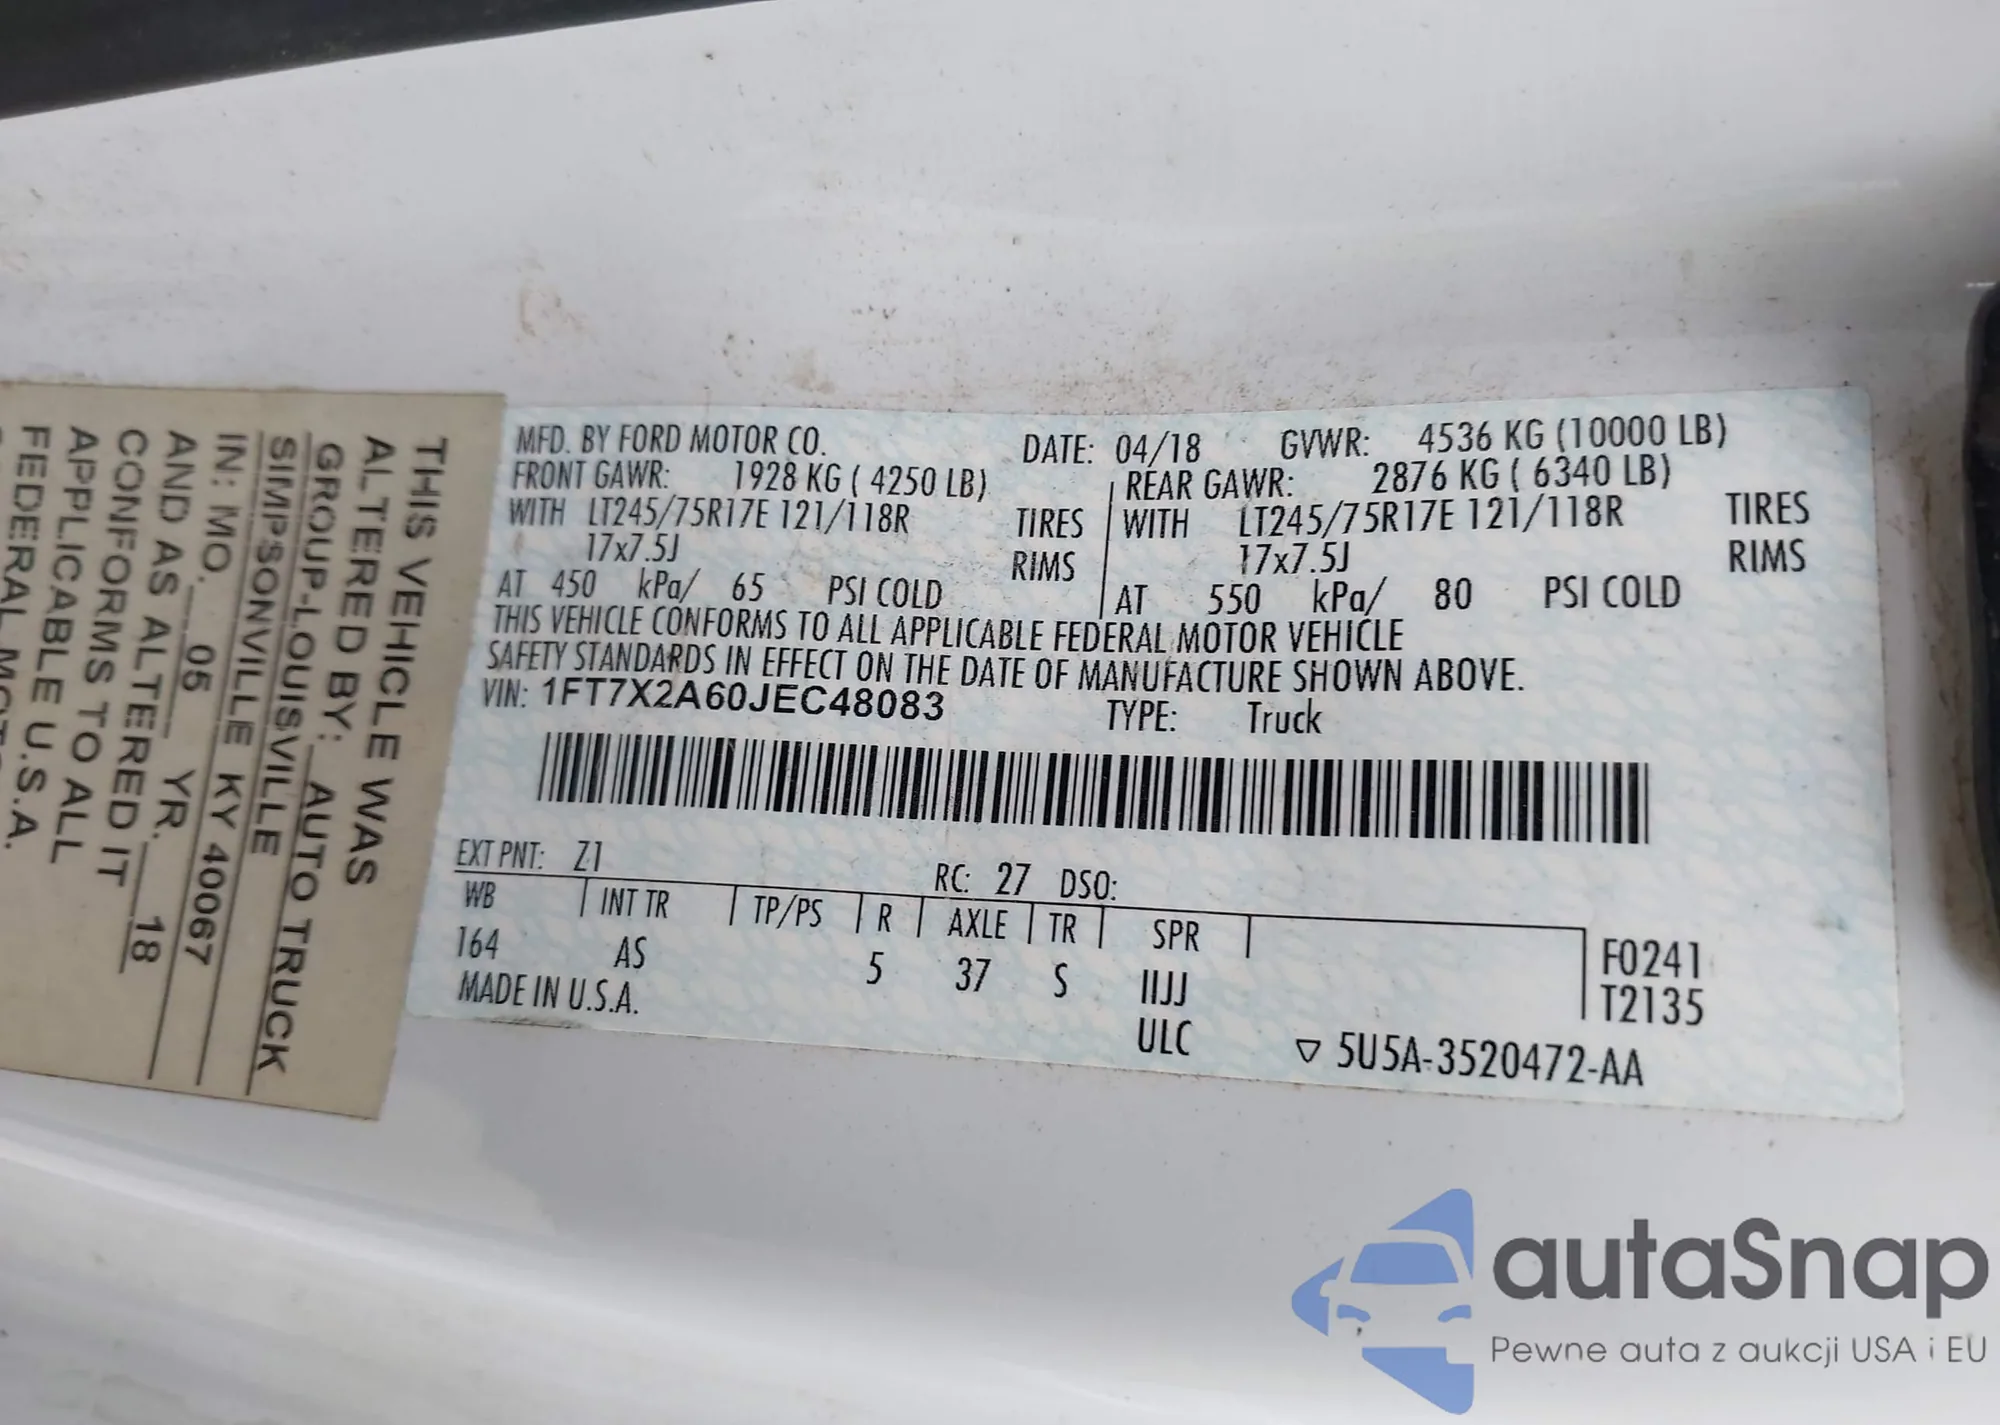 MFD. BY FORD MOTOR CO. DATE: 04/18 GVWR: 4536 KG (10000 LB)
FRONT GAWR: 1928 KG ( 4250 LB) REAR GAWR: 2876 KG ( 6340 LB)
WITH LT245/75R17E 121/118R TIRES WITH LT245/75R17E 121/118R TIRES
17x7.5J RIMS 17x7.5J RIMS
AT 450 kPa/ 65 PSI COLD AT 550 kPa/ 80 PSI COLD
THIS VEHICLE CONFORMS TO ALL APPLICABLE FEDERAL MOTOR VEHICLE
SAFETY STANDARDS IN EFFECT ON THE DATE OF MANUFACTURE SHOWN ABOVE.
VIN: 1FT7X2A60JEC48083 TYPE: Truck
EXT PNT: Z1 RC: 27 DSO:
WB INT TR TP/PS R AXLE TR SPR
164 AS 5 37 S IIJJ
ULC
F0241
T2135
MADE IN U.S.A.
5U5A-3520472-AA
THIS VEHICLE WAS
ALTERED BY: AUTO TRUCK
GROUP-LOUISVILLE
SIMPSONVILLE KY 40067
IN: MO. 05 YR. 18
AND AS ALTERED IT
CONFORMS TO ALL
APPLICABLE U.S.A.
FEDERAL
autaSnap
Pewne auta z aukcji USA i EU